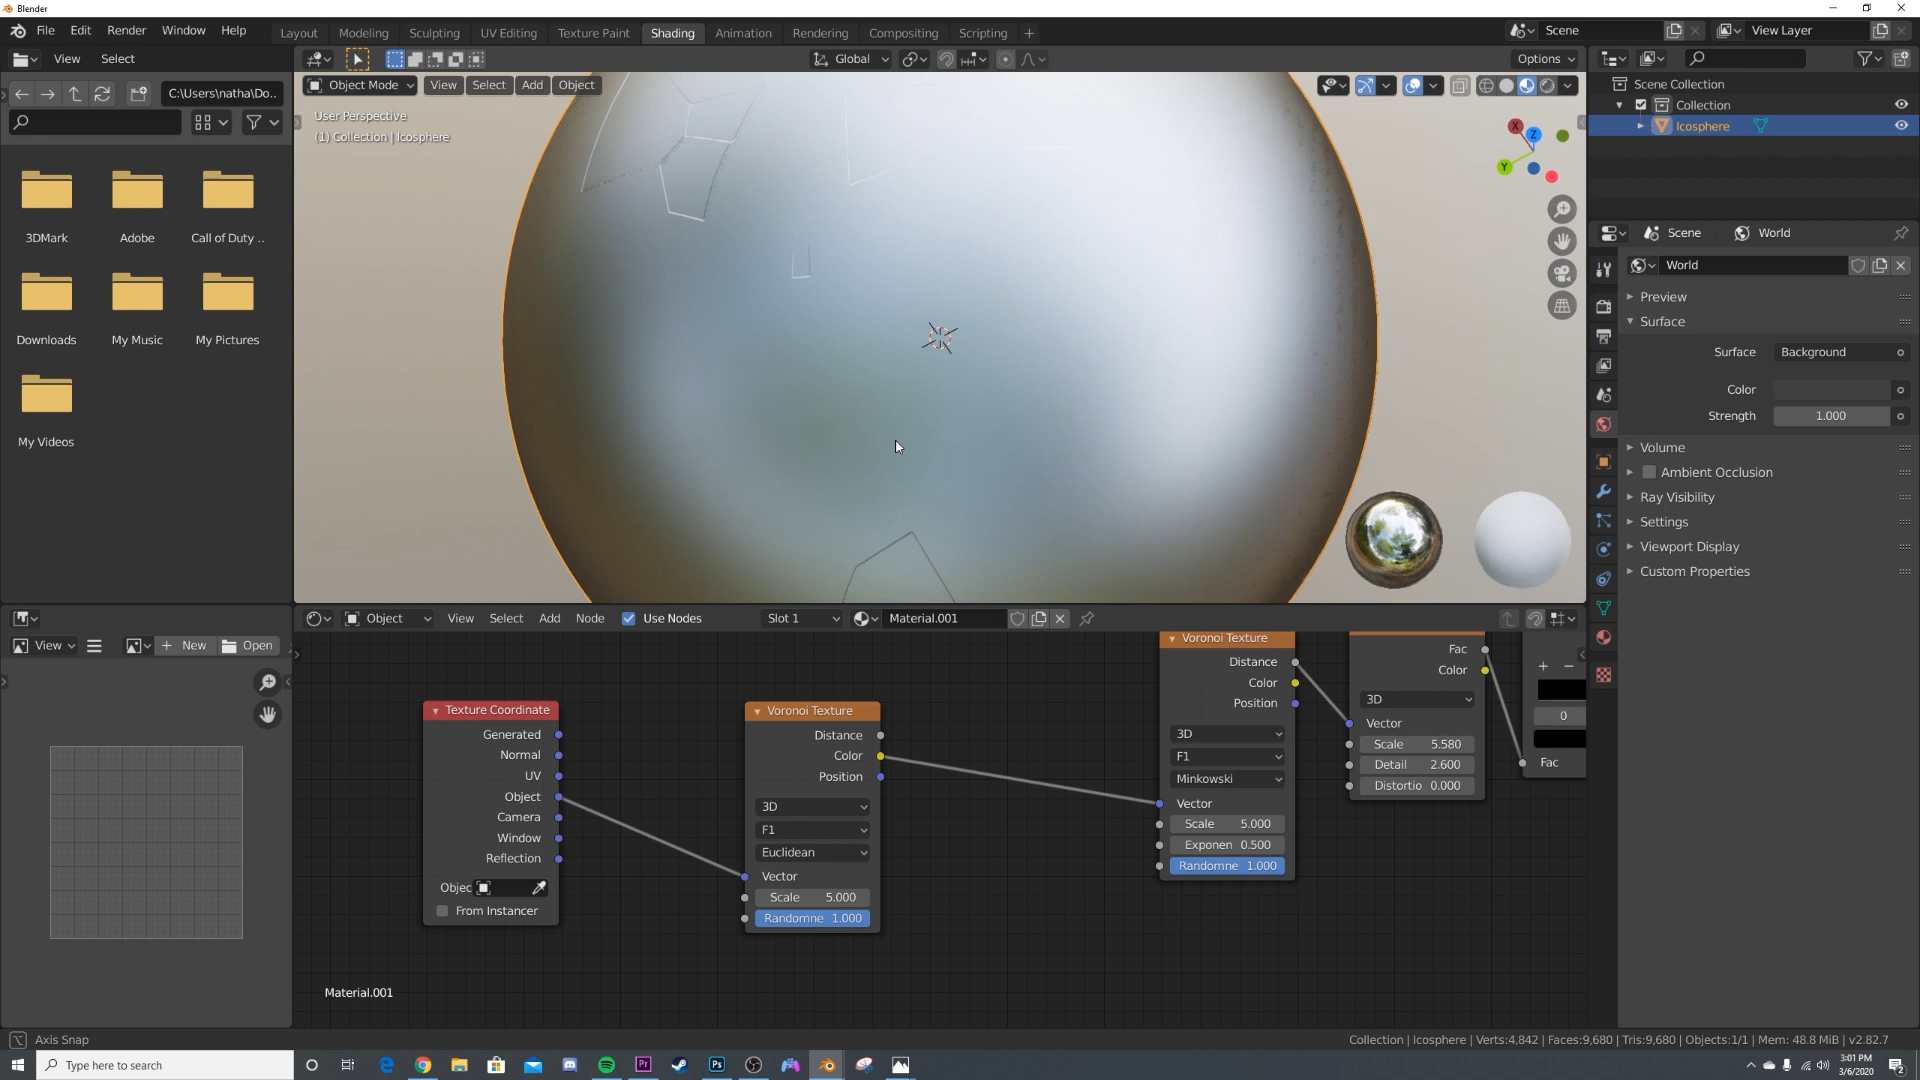 Blender
File Edit Render Window Help
Layout Modeling Sculpting UV Editing Texture Paint Shading Animation Rendering Compositing Scripting +
Scene
View Layer
View Select
Global
Options
C:\Users\natha\Do..
Object Mode View Select Add Object
User Perspective
(1) Collection | Icosphere
X Z Y
3DMark Adobe Call of Duty ..
Downloads My Music My Pictures
My Videos
Scene Collection
Collection
Icosphere
Scene World
World
Preview
Surface
Surface Background
Color
Strength 1.000
Volume
Ambient Occlusion
Ray Visibility
Settings
Viewport Display
Custom Properties
View + New Open
Object View Select Add Node Use Nodes Slot 1 Material.001
Texture Coordinate
Generated
Normal
UV
Object
Camera
Window
Reflection
Objec
From Instancer
Voronoi Texture
Distance
Color
Position
3D
F1
Euclidean
Vector
Scale 5.000
Randomne 1.000
Voronoi Texture
Distance
Color
Position
3D
F1
Minkowski
Vector
Scale 5.000
Exponen 0.500
Randomne 1.000
Fac
Color
3D
Vector
Scale 5.580
Detail 2.600
Distortio 0.000
+ −
0
Fac
Material.001
Axis Snap
Collection | Icosphere | Verts:4,842 | Faces:9,680 | Tris:9,680 | Objects:1/1 | Mem: 48.8 MiB | v2.82.7
Type here to search
Pr
Ps
3:01 PM
3/6/2020
2